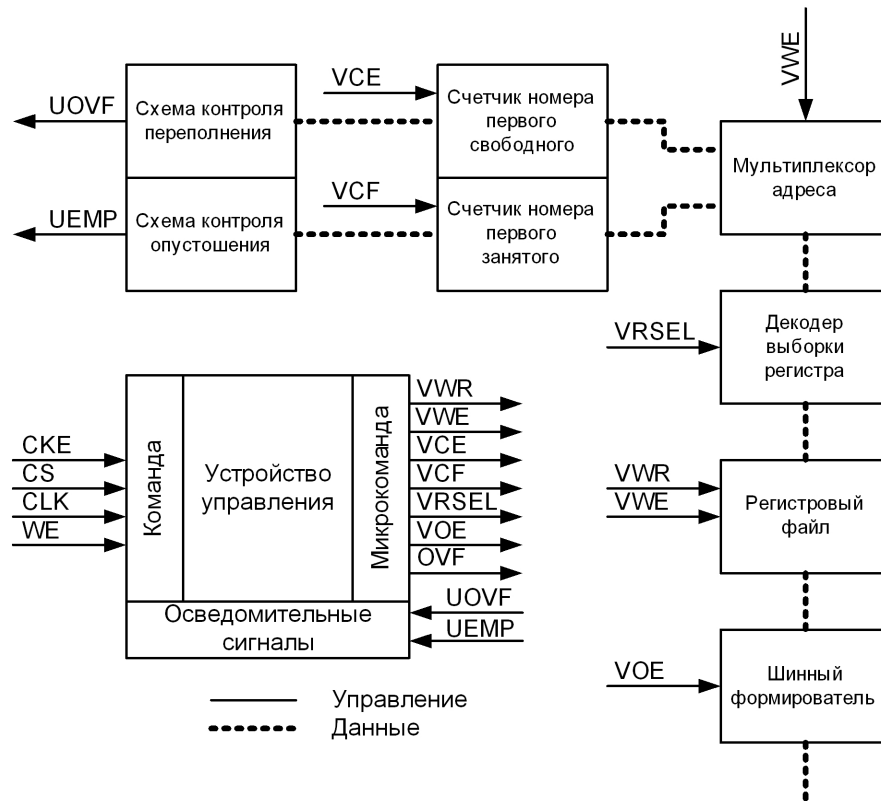 VWE
VCE
UOVF
Схема контроля
переполнения
Счетчик номера
первого
свободного
Мультиплексор
адреса
VCF
UEMP
Схема контроля
опустошения
Счетчик номера
первого
занятого
VRSEL
Декодер
выборки
регистра
CKE
CS
CLK
WE
Команда
Устройство
управления
Микрокоманда
VWR
VWE
VCE
VCF
VRSEL
VOE
OVF
VWR
VWE
Регистровый
файл
Осведомительные
сигналы
UOVF
UEMP
VOE
Шинный
формирователь
Управление
Данные